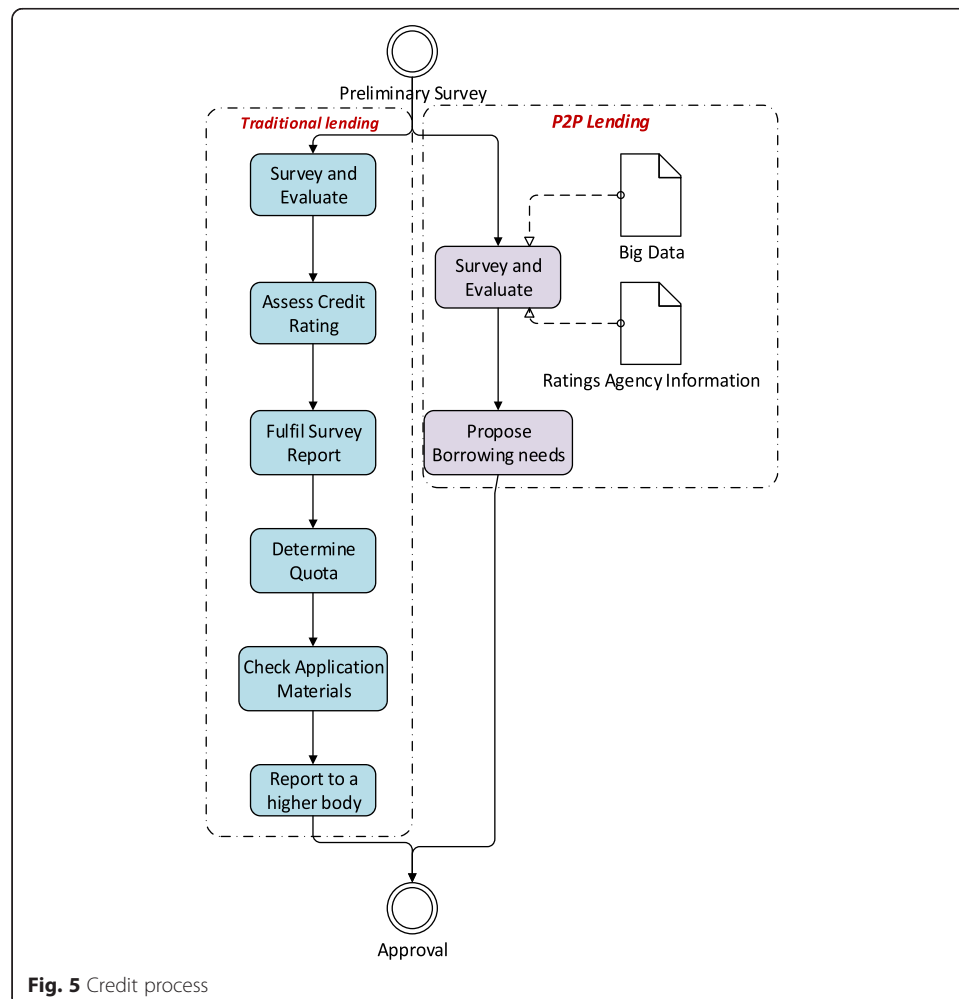 Preliminary Survey
Traditional lending
Survey and
Evaluate
Assess Credit
Rating
Fulfil Survey
Report
Determine
Quota
Check Application
Materials
Report to a
higher body
P2P Lending
Big Data
Survey and
Evaluate
Ratings Agency Information
Propose
Borrowing needs
Approval
Fig. 5 Credit process